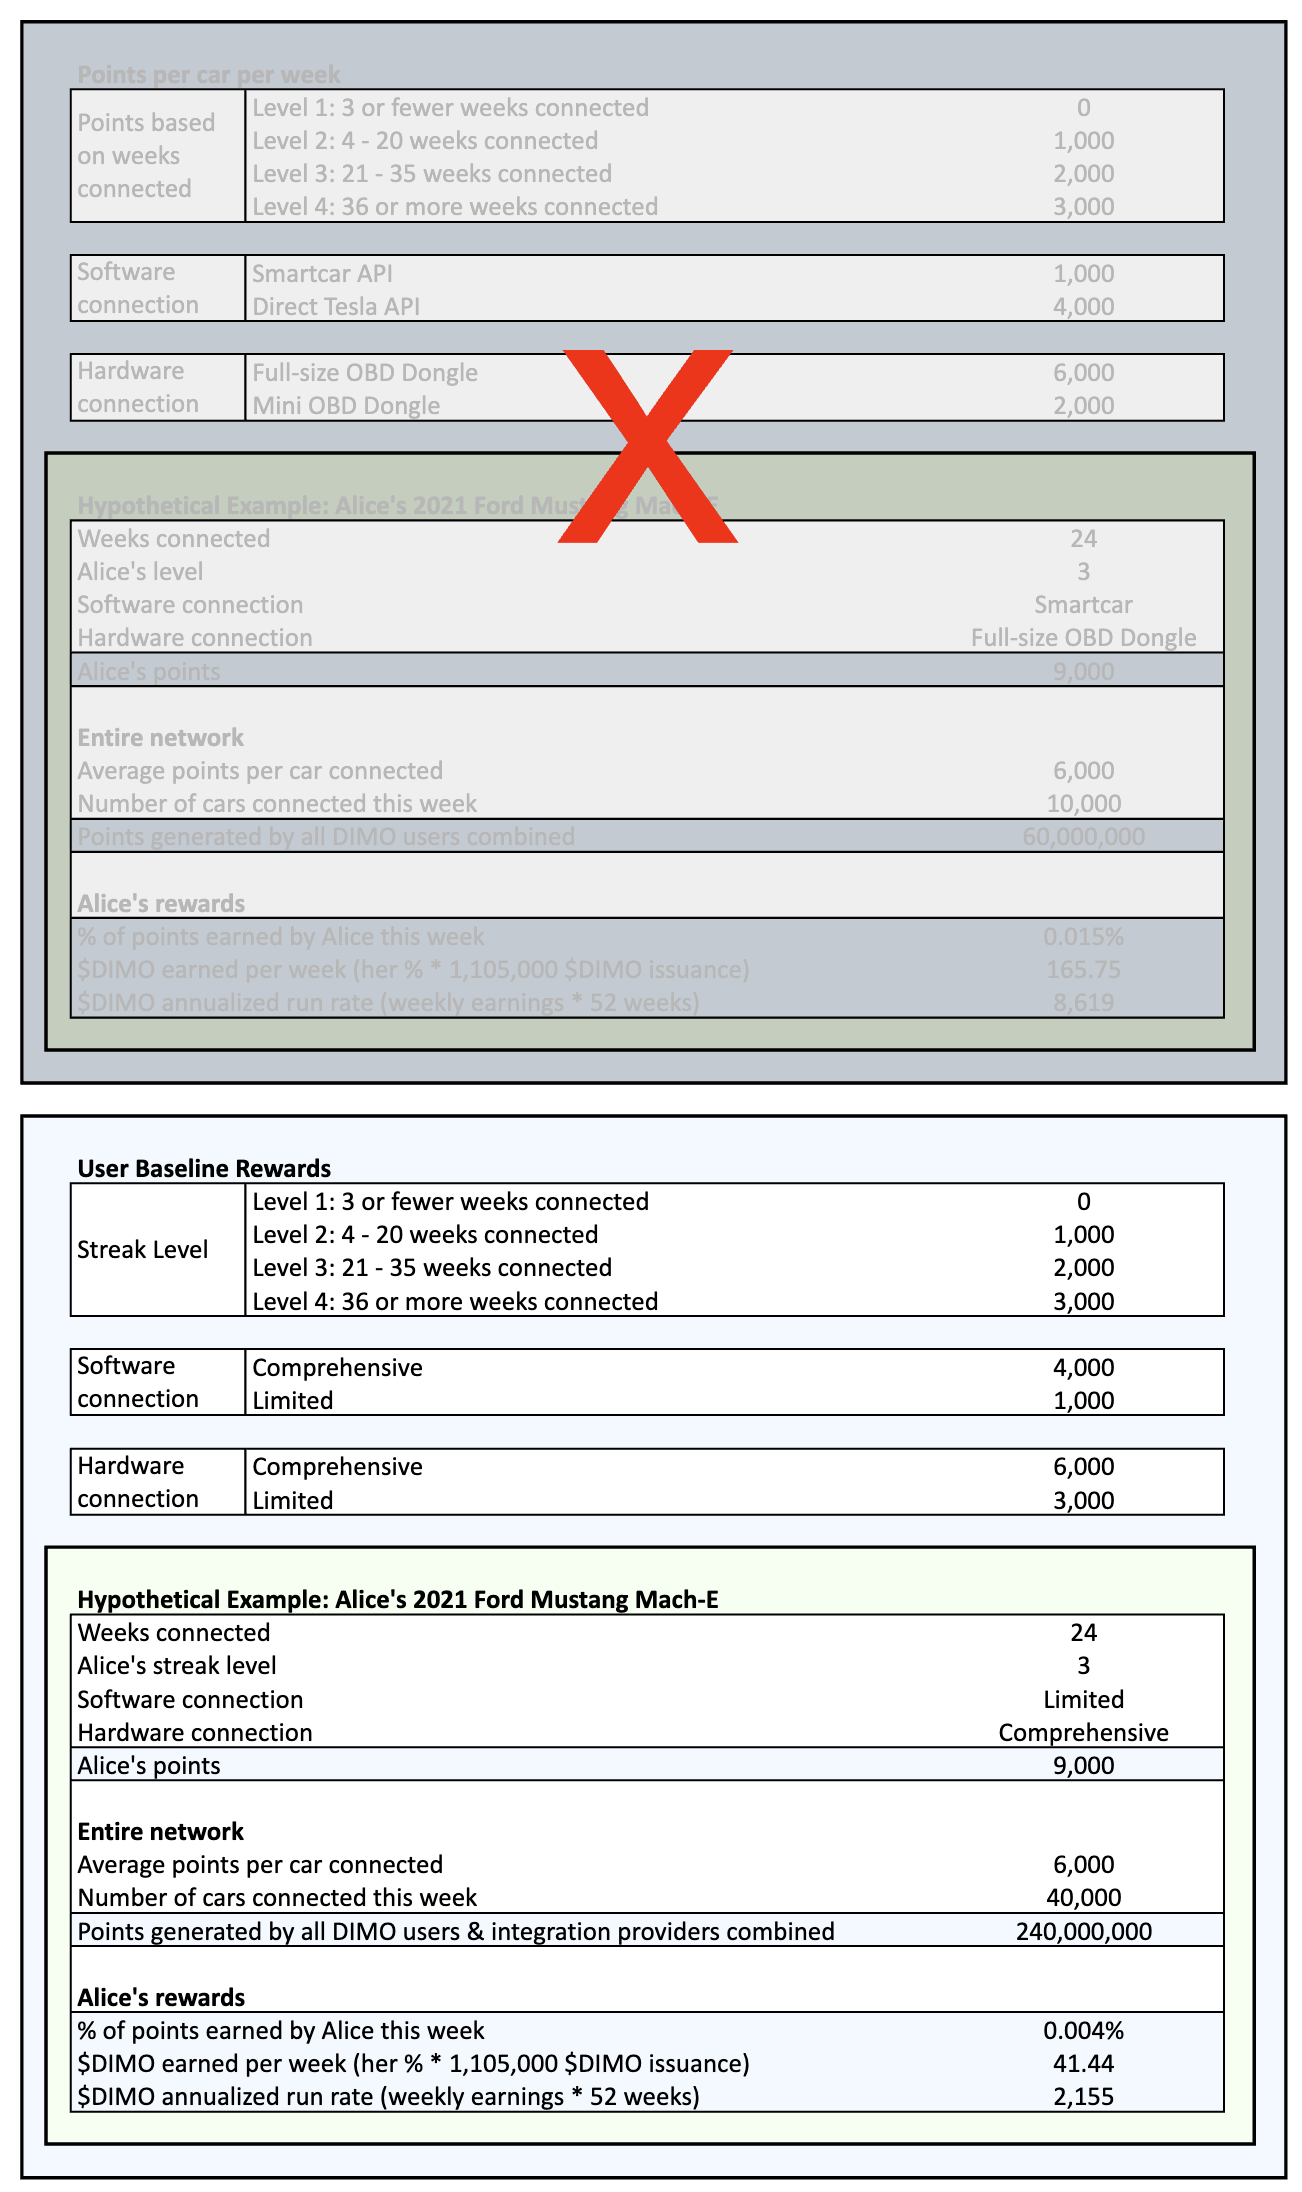 Points per car per week
Points based
on weeks
connected
Level 1: 3 or fewer weeks connected 0
Level 2: 4 - 20 weeks connected 1,000
Level 3: 21 - 35 weeks connected 2,000
Level 4: 36 or more weeks connected 3,000
Software
connection
Smartcar API 1,000
Direct Tesla API 4,000
Hardware
connection
Full-size OBD Dongle 6,000
Mini OBD Dongle 2,000
X
Hypothetical Example: Alice's 2021 Ford
Weeks connected 24
Alice's level 3
Software connection Smartcar
Hardware connection Full-size OBD Dongle
Alice's points 9,000
Entire network
Average points per car connected 6,000
Number of cars connected this week 10,000
Points generated by all DIMO users combined 60,000,000
Alice's rewards
% of points earned by Alice this week 0.015%
$DIMO earned per week (her % * 1,105,000 $DIMO issuance) 165.75
$DIMO annualized run rate (weekly earnings * 52 weeks) 8,619
User Baseline Rewards
Streak Level
Level 1: 3 or fewer weeks connected 0
Level 2: 4 - 20 weeks connected 1,000
Level 3: 21 - 35 weeks connected 2,000
Level 4: 36 or more weeks connected 3,000
Software
connection
Comprehensive 4,000
Limited 1,000
Hardware
connection
Comprehensive 6,000
Limited 3,000
Hypothetical Example: Alice's 2021 Ford Mustang Mach-E
Weeks connected 24
Alice's streak level 3
Software connection Limited
Hardware connection Comprehensive
Alice's points 9,000
Entire network
Average points per car connected 6,000
Number of cars connected this week 40,000
Points generated by all DIMO users & integration providers combined 240,000,000
Alice's rewards
% of points earned by Alice this week 0.004%
$DIMO earned per week (her % * 1,105,000 $DIMO issuance) 41.44
$DIMO annualized run rate (weekly earnings * 52 weeks) 2,155